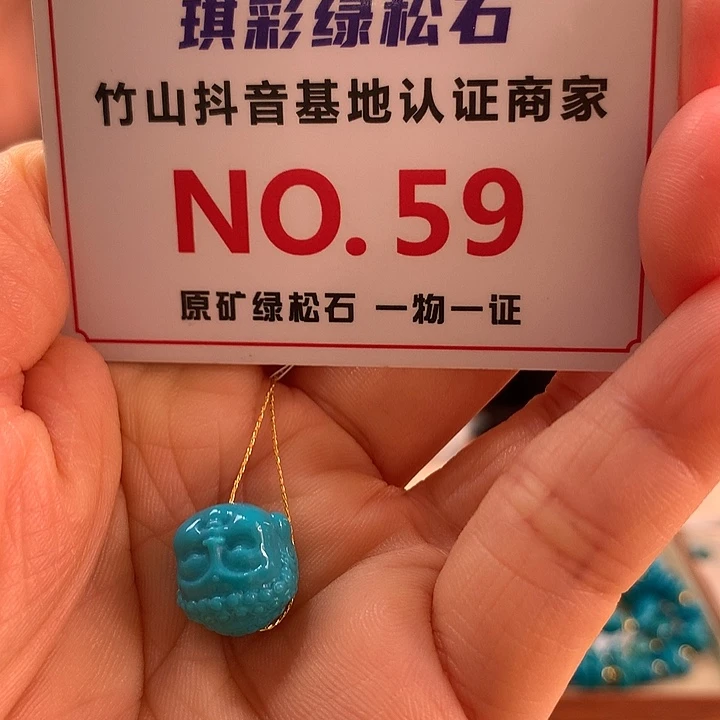 琪彩绿松石
竹山抖音基地认证商家
NO.59
原矿绿松石 一物一证